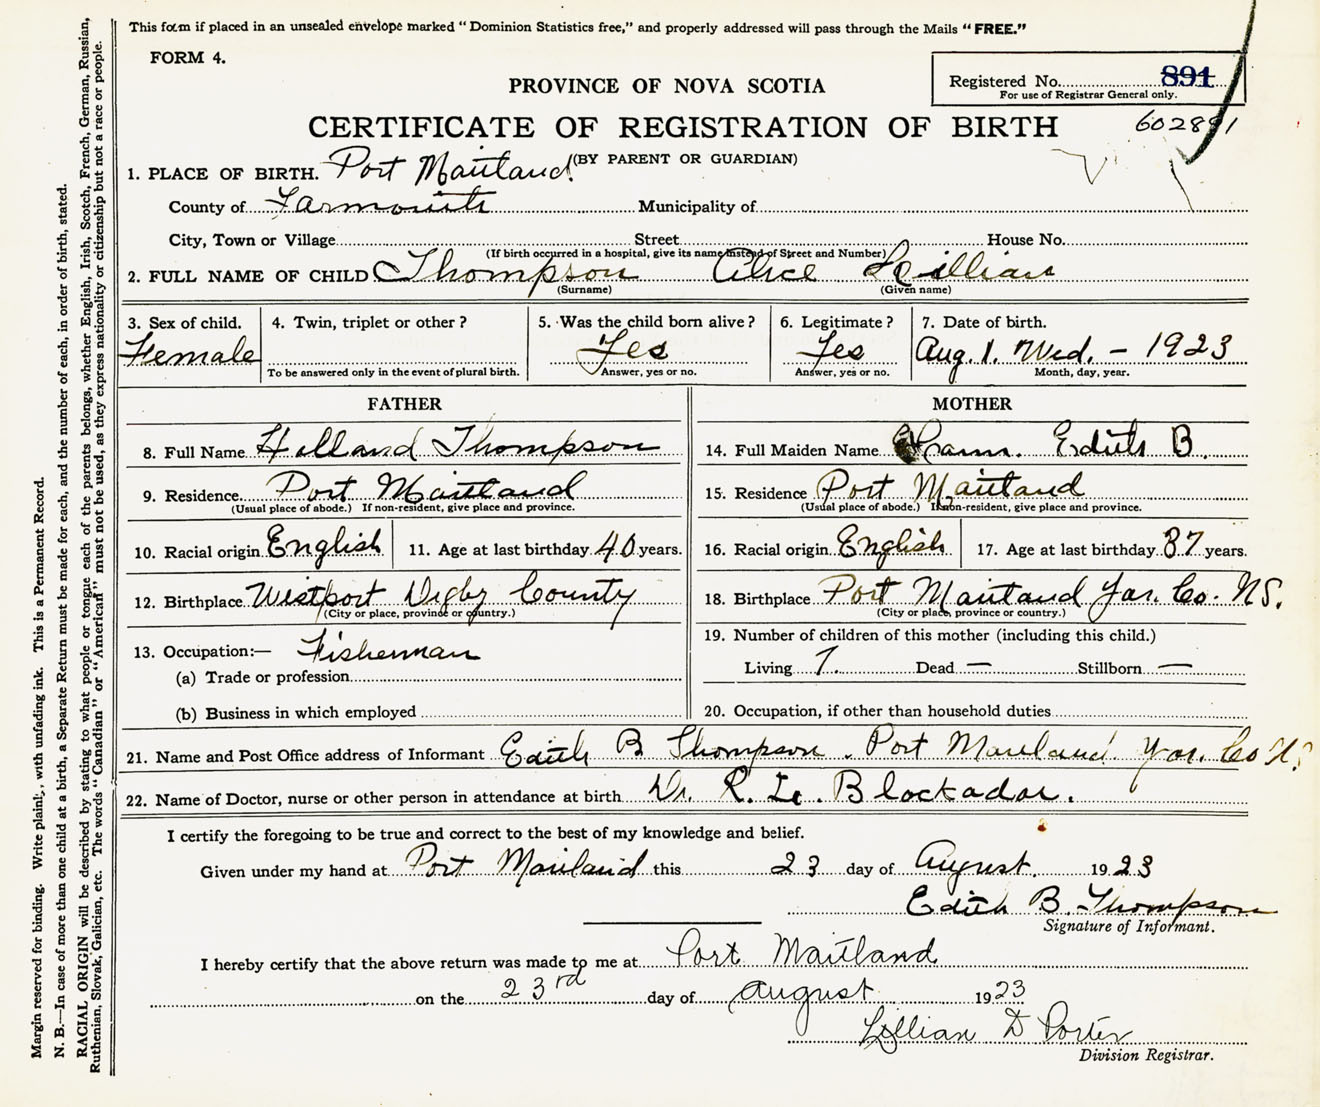 This form if placed in an unsealed envelope marked "Dominion Statistics free," and properly addressed will pass through the Mails "FREE."
FORM 4.
Registered No. 891
For use of Registrar General only.
PROVINCE OF NOVA SCOTIA
CERTIFICATE OF REGISTRATION OF BIRTH
602891
(BY PARENT OR GUARDIAN)
1. PLACE OF BIRTH. Port Maitland
County of Yarmouth Municipality of
City, Town or Village Street House No.
(If birth occurred in a hospital, give its name instead of Street and Number)
2. FULL NAME OF CHILD Thompson Alice Lillian
(Surname) (Given name)
3. Sex of child. 4. Twin, triplet or other? 5. Was the child born alive? 6. Legitimate? 7. Date of birth.
Female Yes Yes Aug. 1. Wed. - 1923
To be answered only in the event of plural birth. Answer, yes or no. Answer, yes or no. Month, day, year.
FATHER MOTHER
8. Full Name Holland Thompson 14. Full Maiden Name Edith B.
9. Residence Port Maitland 15. Residence Port Maitland
(Usual place of abode.) If non-resident, give place and province. (Usual place of abode.) If non-resident, give place and province.
10. Racial origin English 11. Age at last birthday 40 years. 16. Racial origin English 17. Age at last birthday 37 years.
12. Birthplace Westport Digby County 18. Birthplace Port Maitland Yar. Co. NS.
(City or place, province or country.) (City or place, province or country.)
13. Occupation:— Fisherman 19. Number of children of this mother (including this child.)
(a) Trade or profession Living 7. Dead — Stillborn —
(b) Business in which employed 20. Occupation, if other than household duties
21. Name and Post Office address of Informant Edith B Thompson. Port Maitland Yar. Co
22. Name of Doctor, nurse or other person in attendance at birth Dr. R. Le. Blockador.
I certify the foregoing to be true and correct to the best of my knowledge and belief.
Given under my hand at Port Maitland this 23 day of August. 1923
Edith B. Thompson
Signature of Informant.
I hereby certify that the above return was made to me at Port Maitland
on the 23rd day of August 1923
Lillian D Porter
Division Registrar.
Margin reserved for binding. Write plainly, with unfading ink. This is a Permanent Record.
N. B.—In case of more than one child at a birth, a Separate Return must be made for each, and the number of each, in order of birth, stated.
RACIAL ORIGIN will be described by stating to what people or tongue each of the parents belongs, whether English, Irish, Scotch, French, German, Russian,
Ruthenian, Slovak, Galician, etc. The words "Canadian" or "American" must not be used, as they express nationality or citizenship but not a race or people.